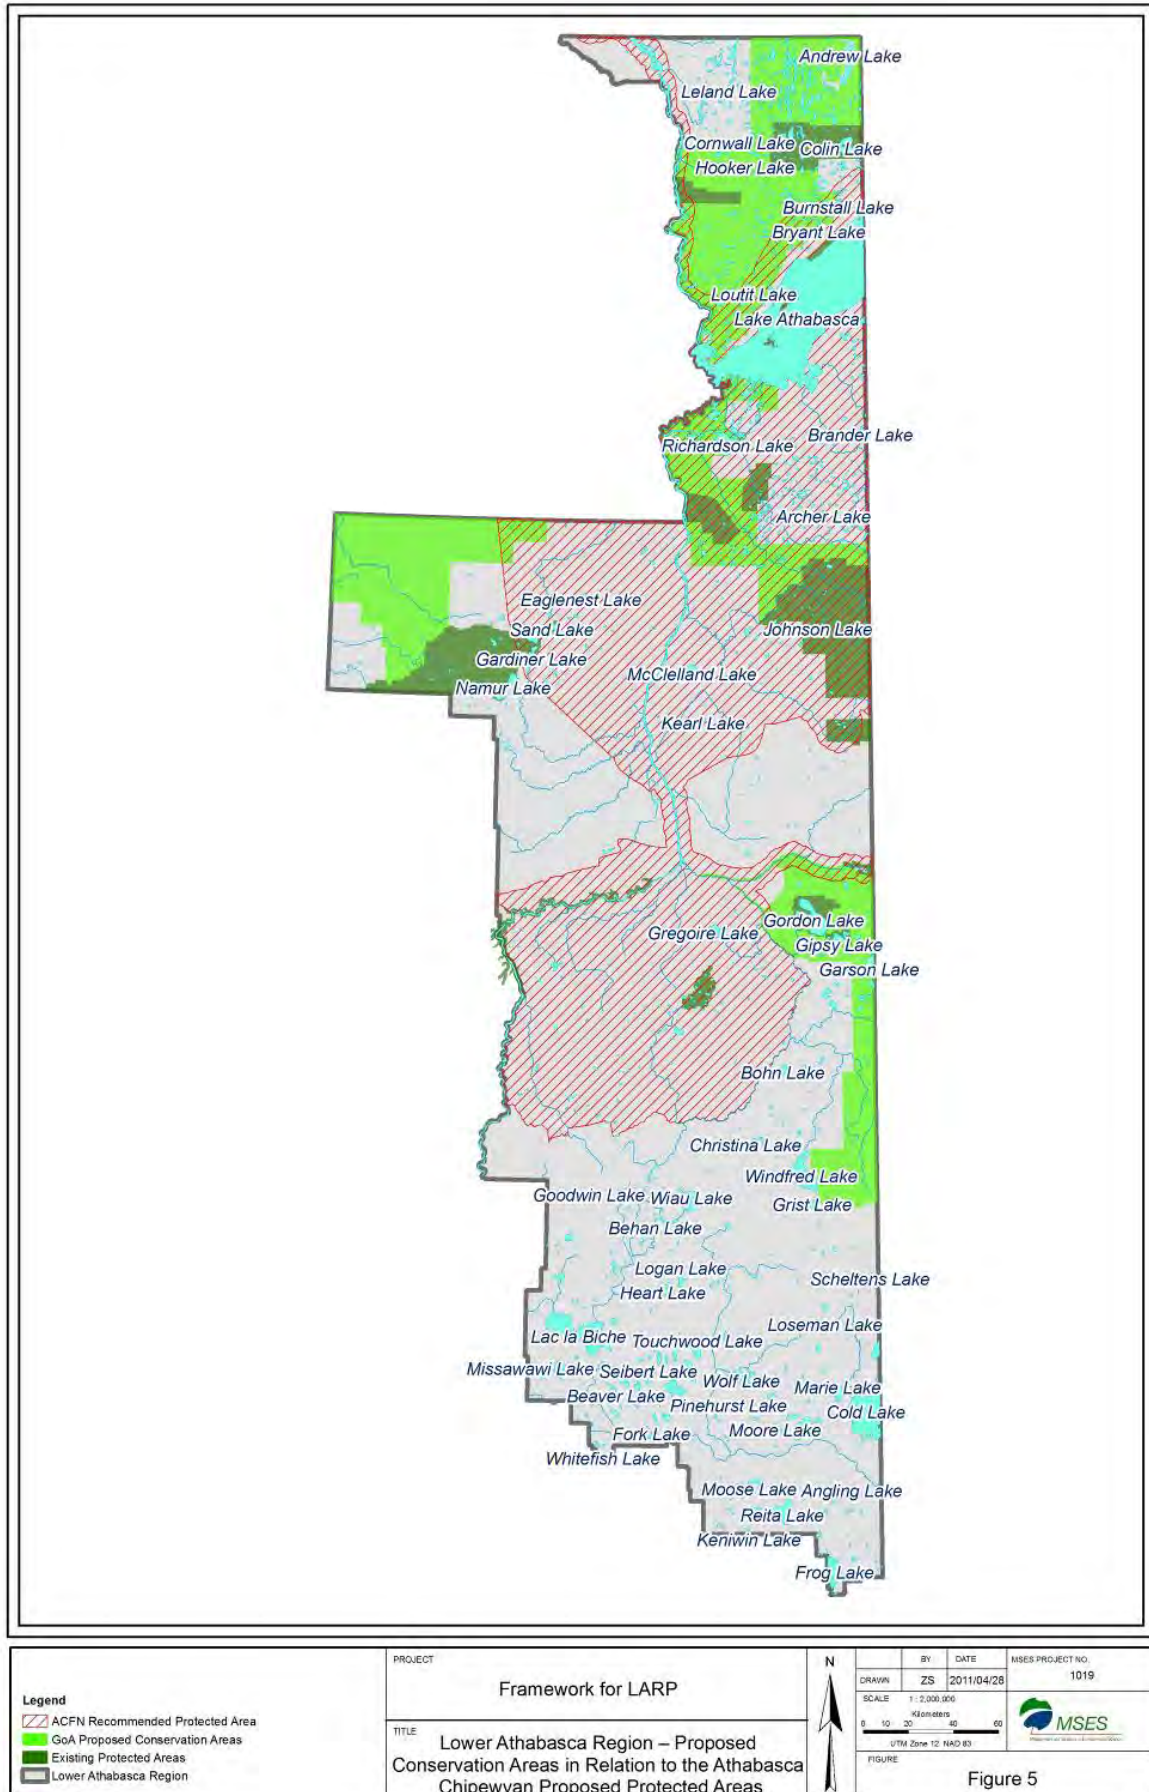 Andrew Lake
Leland Lake
Cornwall Lake
Colin Lake
Hooker Lake
Burnstall Lake
Bryant Lake
Loutit Lake
Lake Athabasca
Brander Lake
Richardson Lake
Archer Lake
Eaglenest Lake
Sand Lake
Johnson Lake
Gardiner Lake
McClelland Lake
Namur Lake
Kearl Lake
Gordon Lake
Gregoire Lake
Gipsy Lake
Garson Lake
Bohn Lake
Christina Lake
Windfred Lake
Goodwin Lake
Wiau Lake
Grist Lake
Behan Lake
Logan Lake
Scheltens Lake
Heart Lake
Loseman Lake
Lac la Biche
Touchwood Lake
Missawawi Lake
Seibert Lake
Wolf Lake
Marie Lake
Beaver Lake
Pinehurst Lake
Cold Lake
Fork Lake
Moore Lake
Whitefish Lake
Moose Lake
Angling Lake
Reita Lake
Keniwin Lake
Frog Lake
Legend
ACFN Recommended Protected Area
GoA Proposed Conservation Areas
Existing Protected Areas
Lower Athabasca Region
PROJECT
Framework for LARP
TITLE
Lower Athabasca Region – Proposed
Conservation Areas in Relation to the Athabasca
Chipewyan Proposed Protected Areas
N
BY DATE
DRAWN ZS 2011/04/28
SCALE 1:2,000,000
Kilometers
0 10 20 40 60
UTM Zone 12 NAD 83
MSES PROJECT NO.
1019
MSES
FIGURE
Figure 5